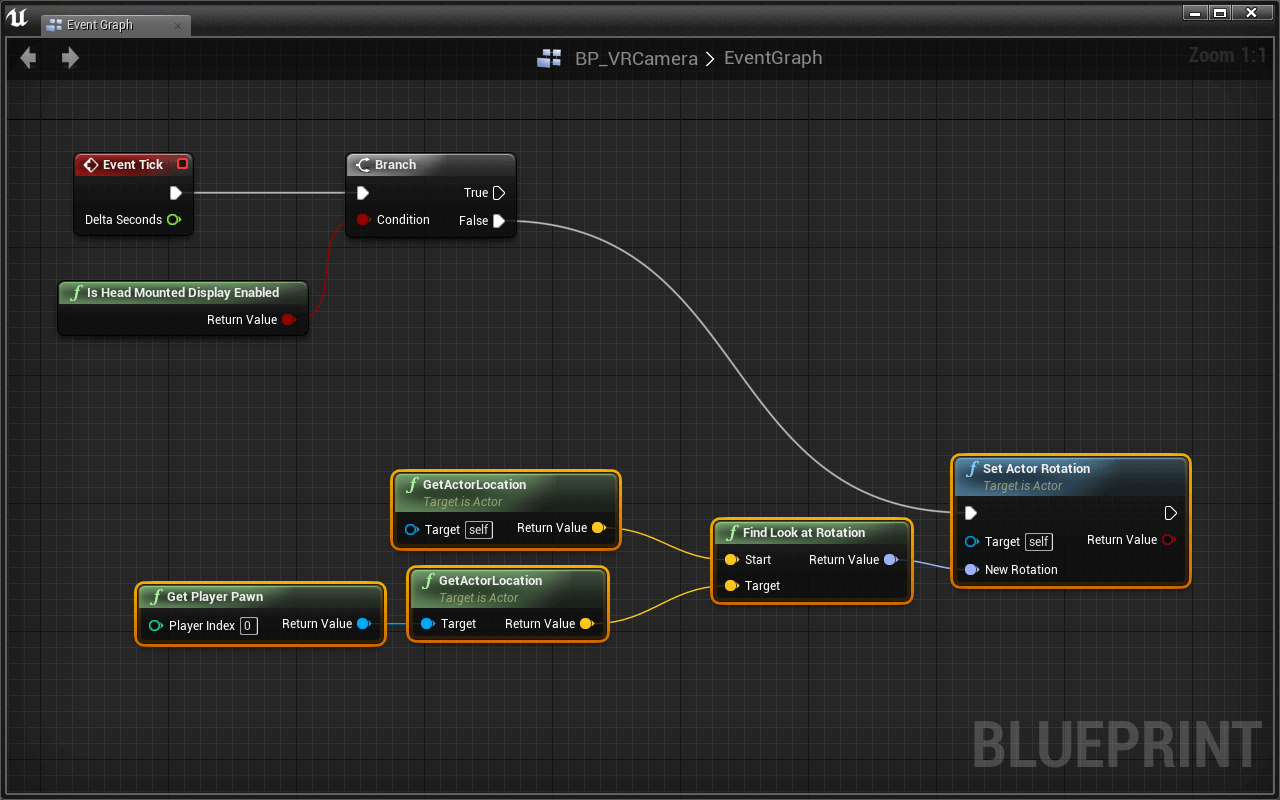 Event Graph
BP_VRCamera > EventGraph
Zoom 1:1
Event Tick
Delta Seconds
Branch
True
Condition
False
f Is Head Mounted Display Enabled
Return Value
f GetActorLocation
Target is Actor
Target self
Return Value
f Get Player Pawn
Player Index 0
Return Value
f GetActorLocation
Target is Actor
Target
Return Value
f Find Look at Rotation
Start
Return Value
Target
f Set Actor Rotation
Target is Actor
Target self
Return Value
New Rotation
BLUEPRINT